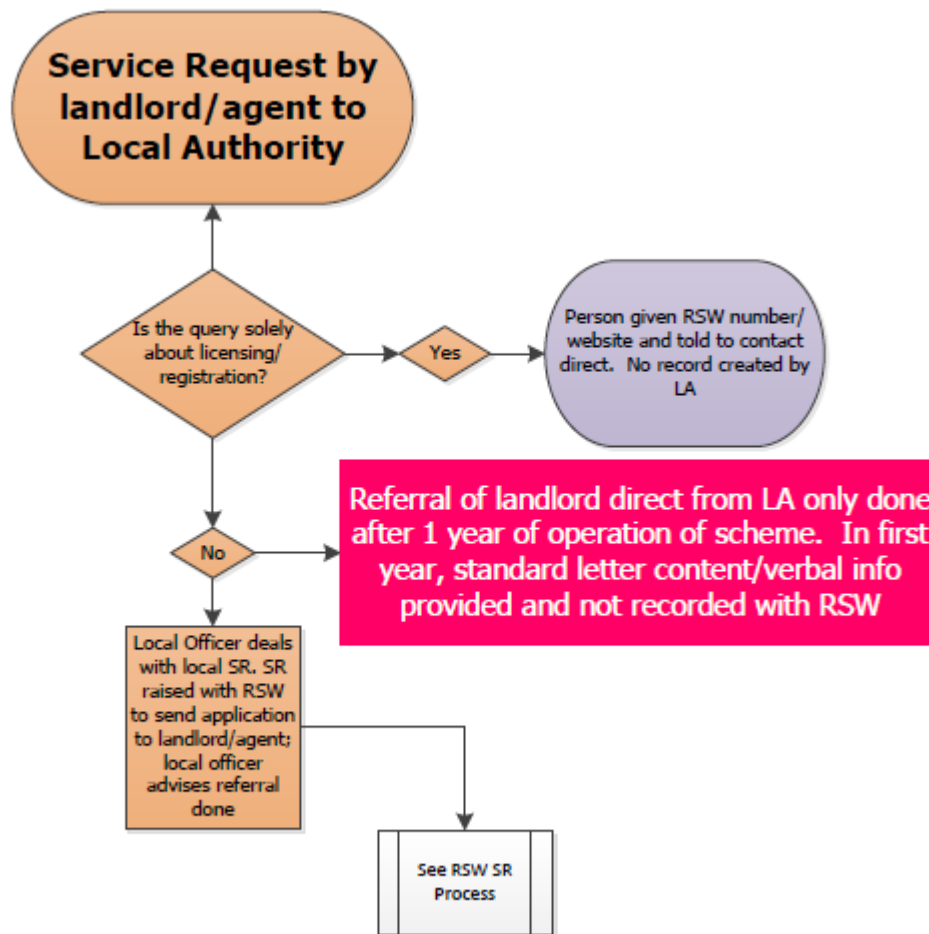 Service Request by
landlord/agent to
Local Authority
Is the query solely
about licensing/
registration?
Yes
Person given RSW number/
website and told to contact
direct.  No record created by
LA
No
Referral of landlord direct from LA only done
after 1 year of operation of scheme.  In first
year, standard letter content/verbal info
provided and not recorded with RSW
Local Officer deals
with local SR. SR
raised with RSW
to send application
to landlord/agent;
local officer
advises referral
done
See RSW SR
Process